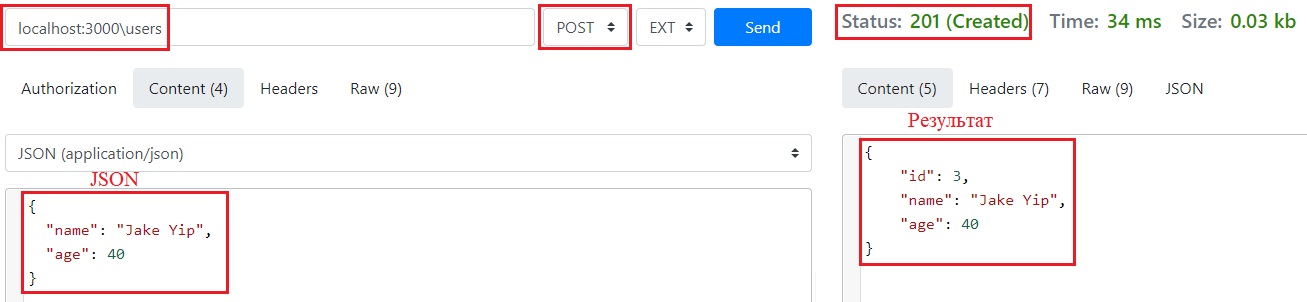 localhost:3000\users POST EXT Send
Authorization Content (4) Headers Raw (9)
JSON (application/json)
JSON
{
"name": "Jake Yip",
"age": 40
}
Status: 201 (Created) Time: 34 ms Size: 0.03 kb
Content (5) Headers (7) Raw (9) JSON
Результат
{
"id": 3,
"name": "Jake Yip",
"age": 40
}